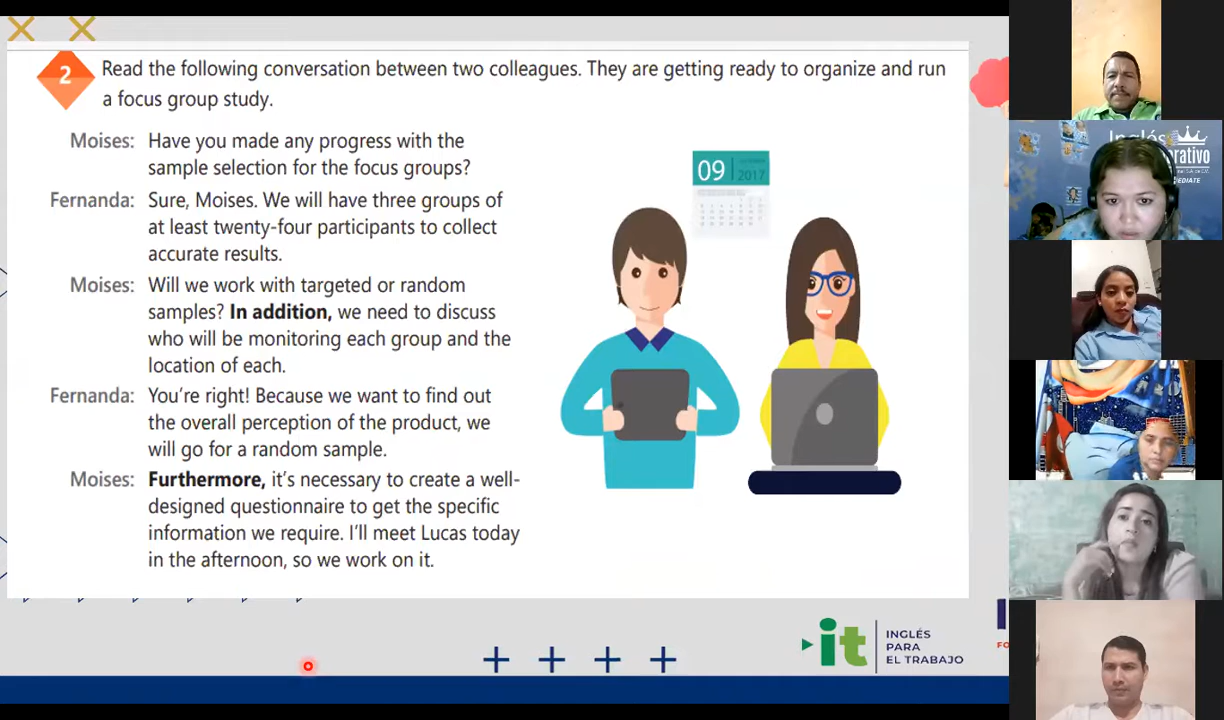 2 Read the following conversation between two colleagues. They are getting ready to organize and run
a focus group study.
Moises: Have you made any progress with the
sample selection for the focus groups?
Fernanda: Sure, Moises. We will have three groups of
at least twenty-four participants to collect
accurate results.
Moises: Will we work with targeted or random
samples? In addition, we need to discuss
who will be monitoring each group and the
location of each.
Fernanda: You're right! Because we want to find out
the overall perception of the product, we
will go for a random sample.
Moises: Furthermore, it's necessary to create a well-
designed questionnaire to get the specific
information we require. I'll meet Lucas today
in the afternoon, so we work on it.
09
2017
it
INGLÉS
PARA
EL TRABAJO
FO
Inglés